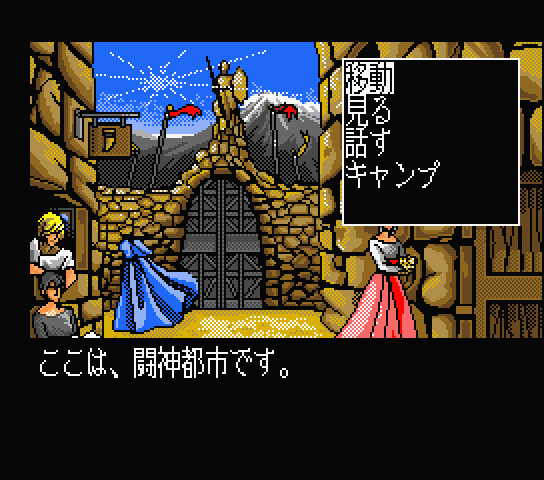 移動
見る
話す
キャンプ
ここは、闘神都市です。